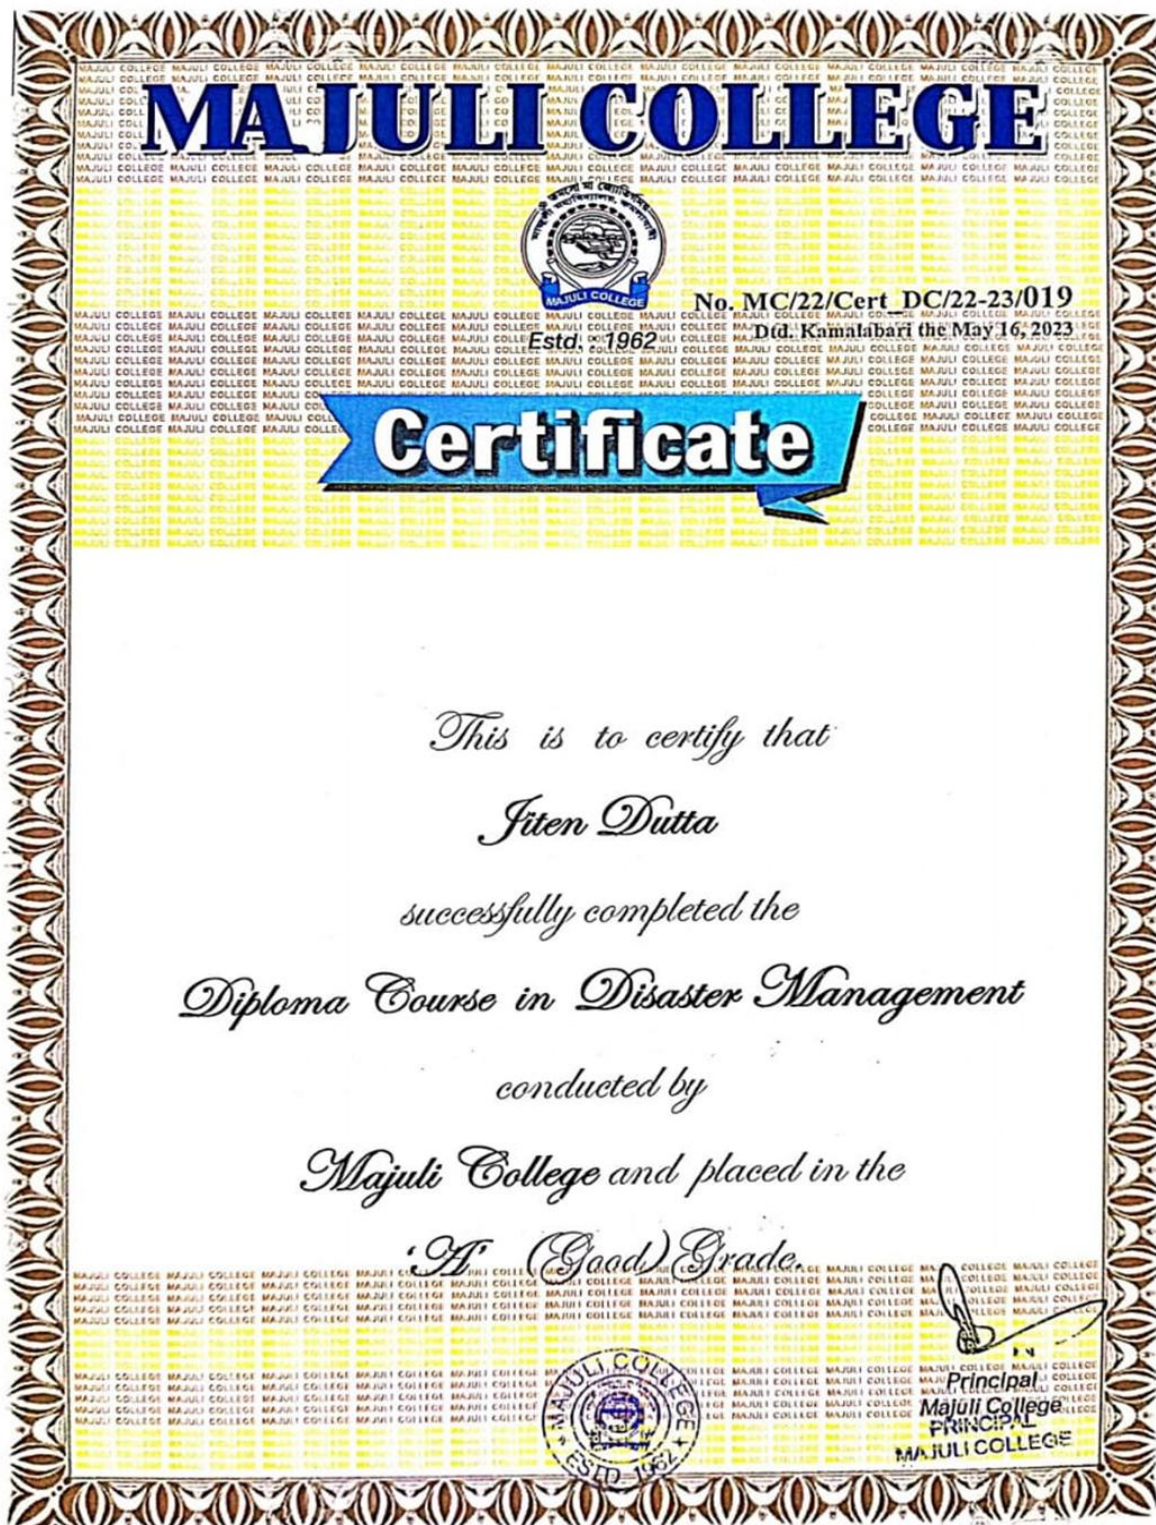 MAJULI COLLEGE
MAJULI COLLEGE
No. MC/22/Cert_DC/22-23/019
Estd. 1962
Dtd. Kamalabari the May 16, 2023
Certificate
This is to certify that
Jiten Dutta
successfully completed the
Diploma Course in Disaster Management
conducted by
Majuli College and placed in the
'A' (Good) Grade.
MAJULI COLLEGE
ESTD 1962
Principal
Majuli College
PRINCIPAL
MAJULI COLLEGE